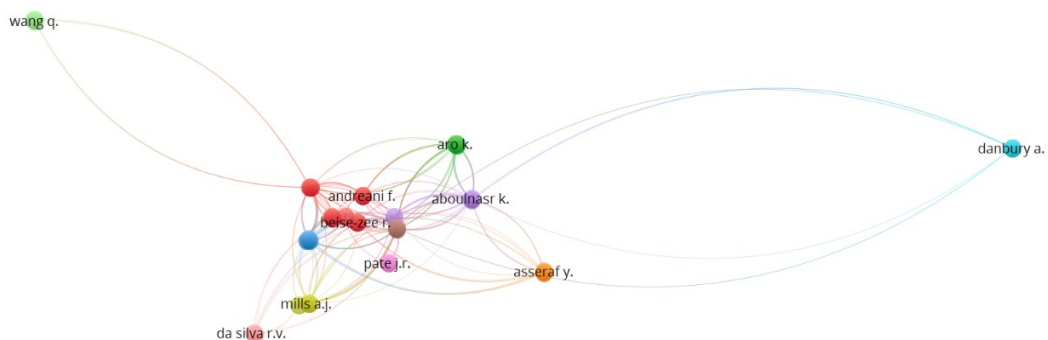 wang q.
aro k.
danbury a.
andreani f.
aboulnasr k.
beise-zee r.
pate j.r.
asseraf y.
mills a.j.
da silva r.v.